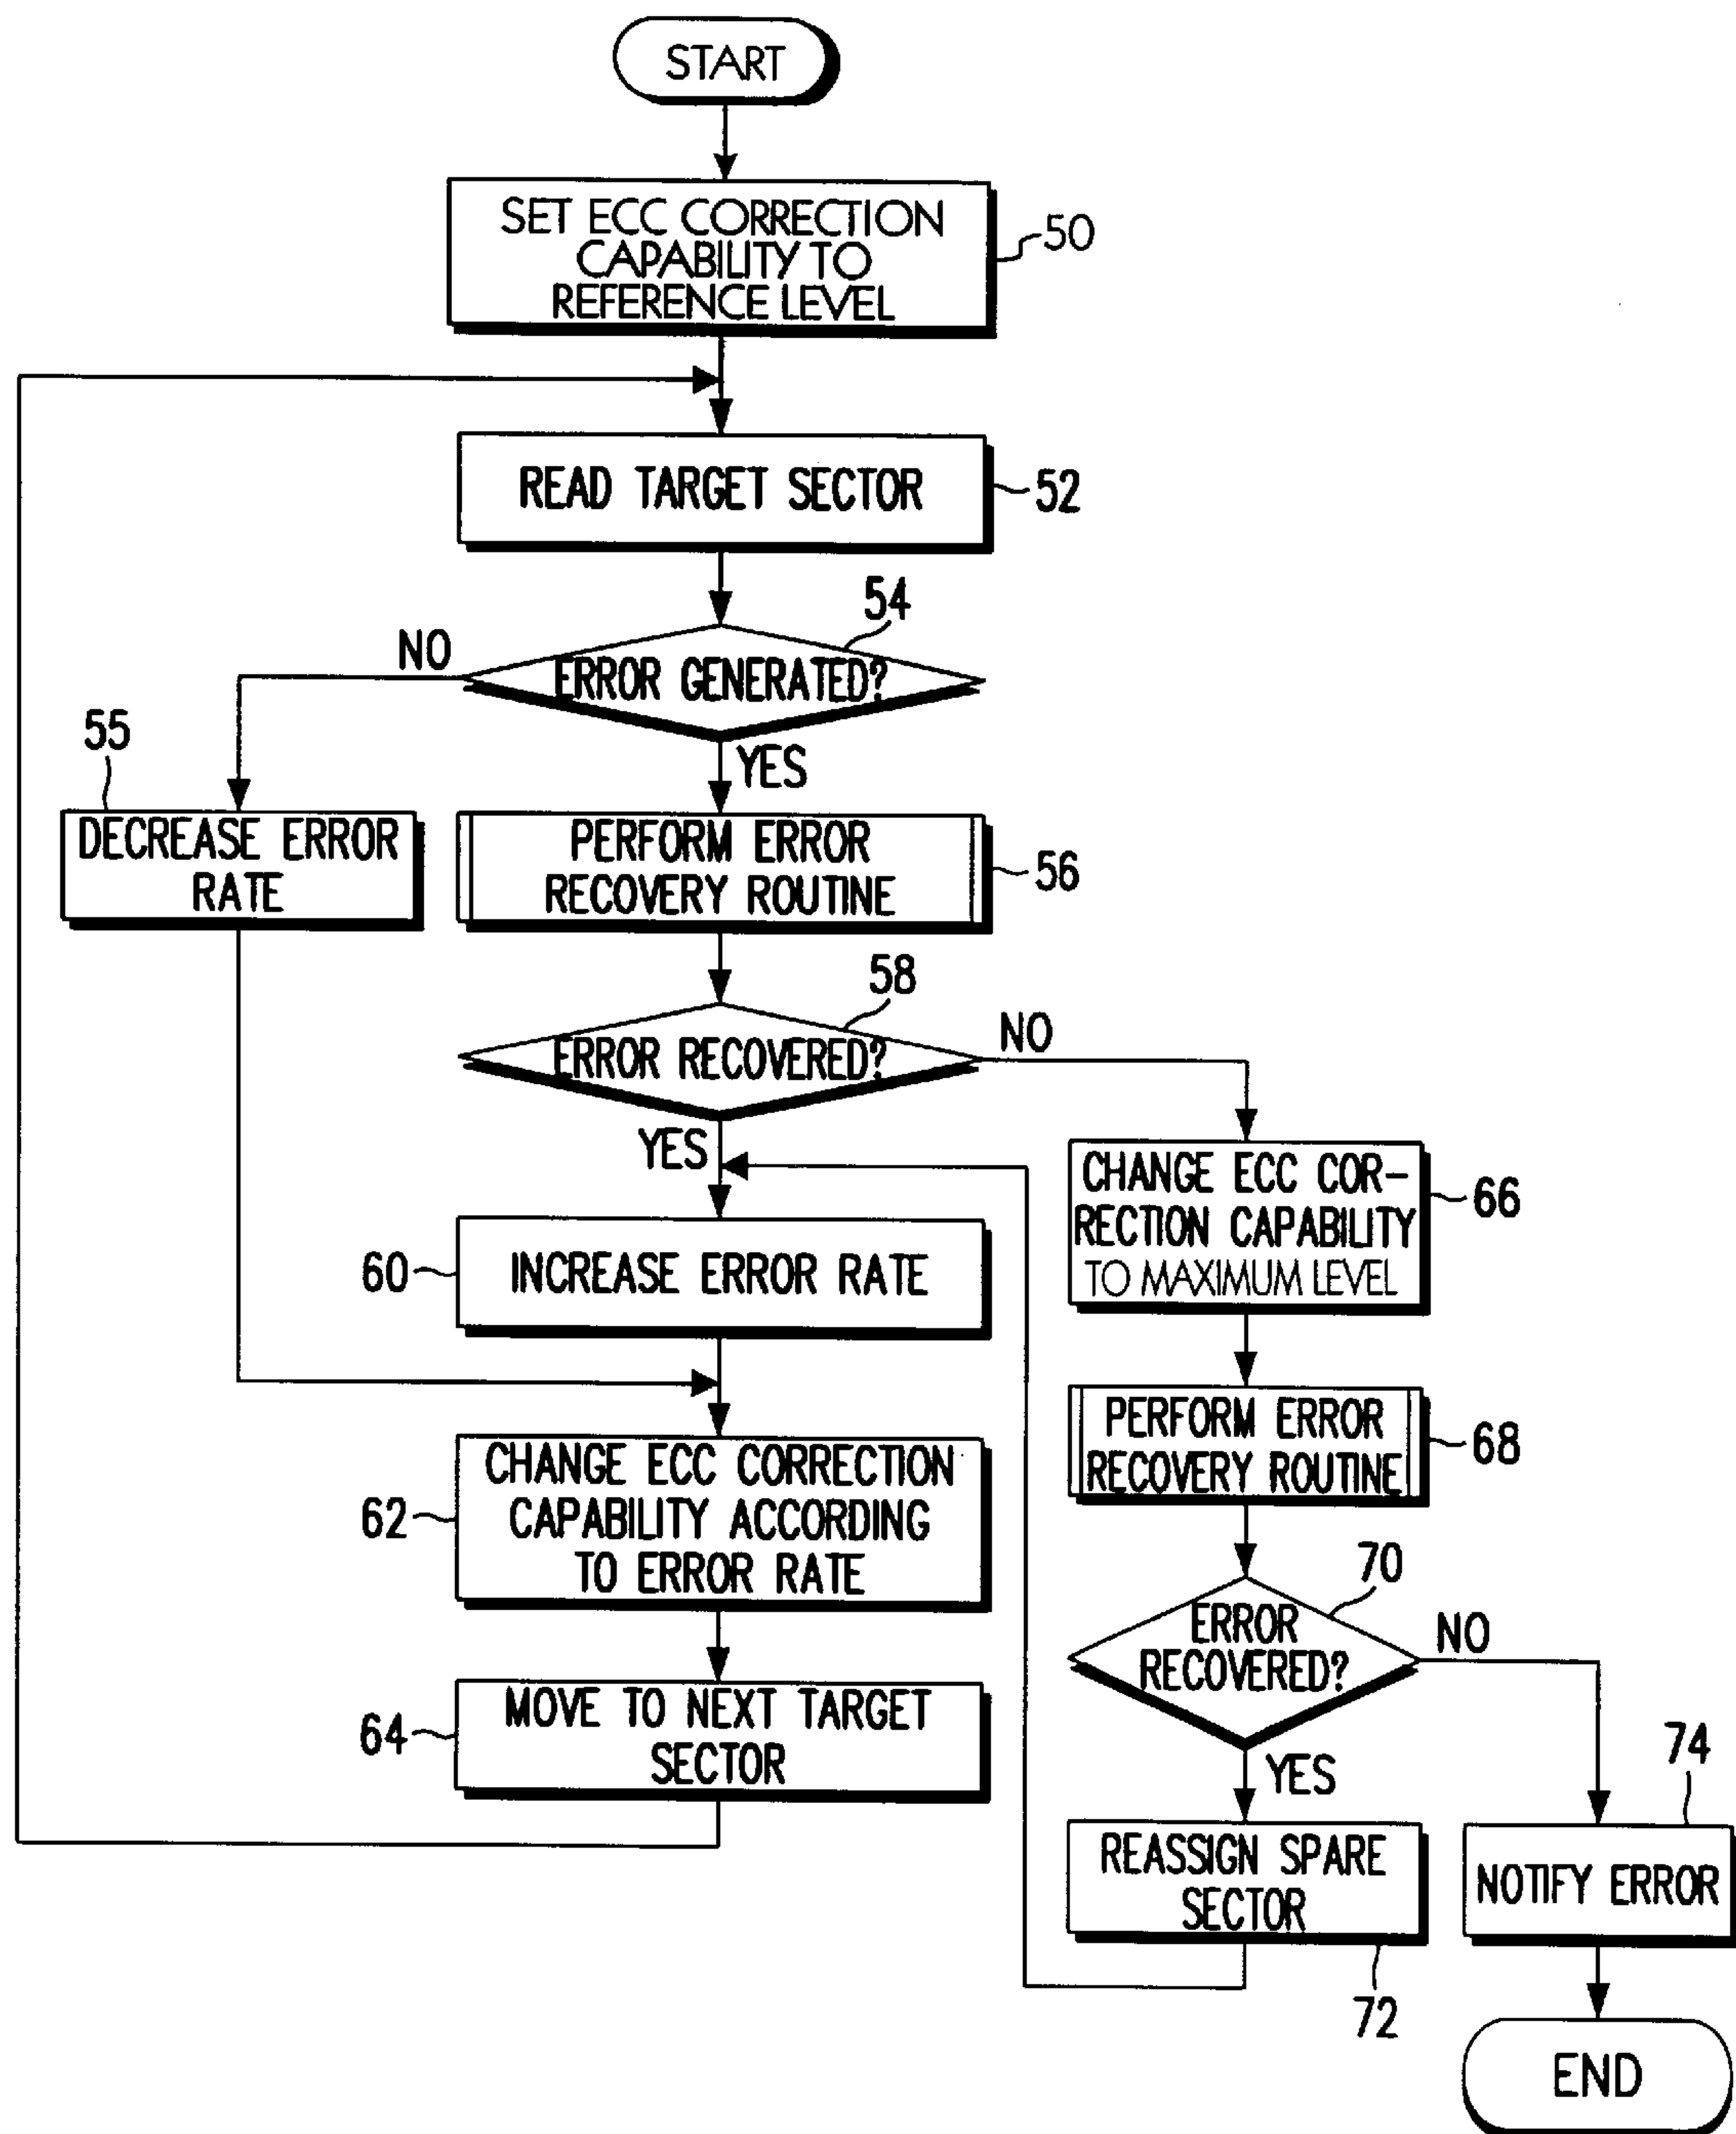 START
SET ECC CORRECTION
CAPABILITY TO
REFERENCE LEVEL
50
READ TARGET SECTOR
52
54
ERROR GENERATED?
NO
YES
55
DECREASE ERROR
RATE
PERFORM ERROR
RECOVERY ROUTINE
56
58
ERROR RECOVERED?
NO
YES
60
INCREASE ERROR RATE
CHANGE ECC COR-
RECTION CAPABILITY
TO MAXIMUM LEVEL
66
62
CHANGE ECC CORRECTION
CAPABILITY ACCORDING
TO ERROR RATE
PERFORM ERROR
RECOVERY ROUTINE
68
64
MOVE TO NEXT TARGET
SECTOR
70
ERROR
RECOVERED?
NO
YES
REASSIGN SPARE
SECTOR
72
74
NOTIFY ERROR
END